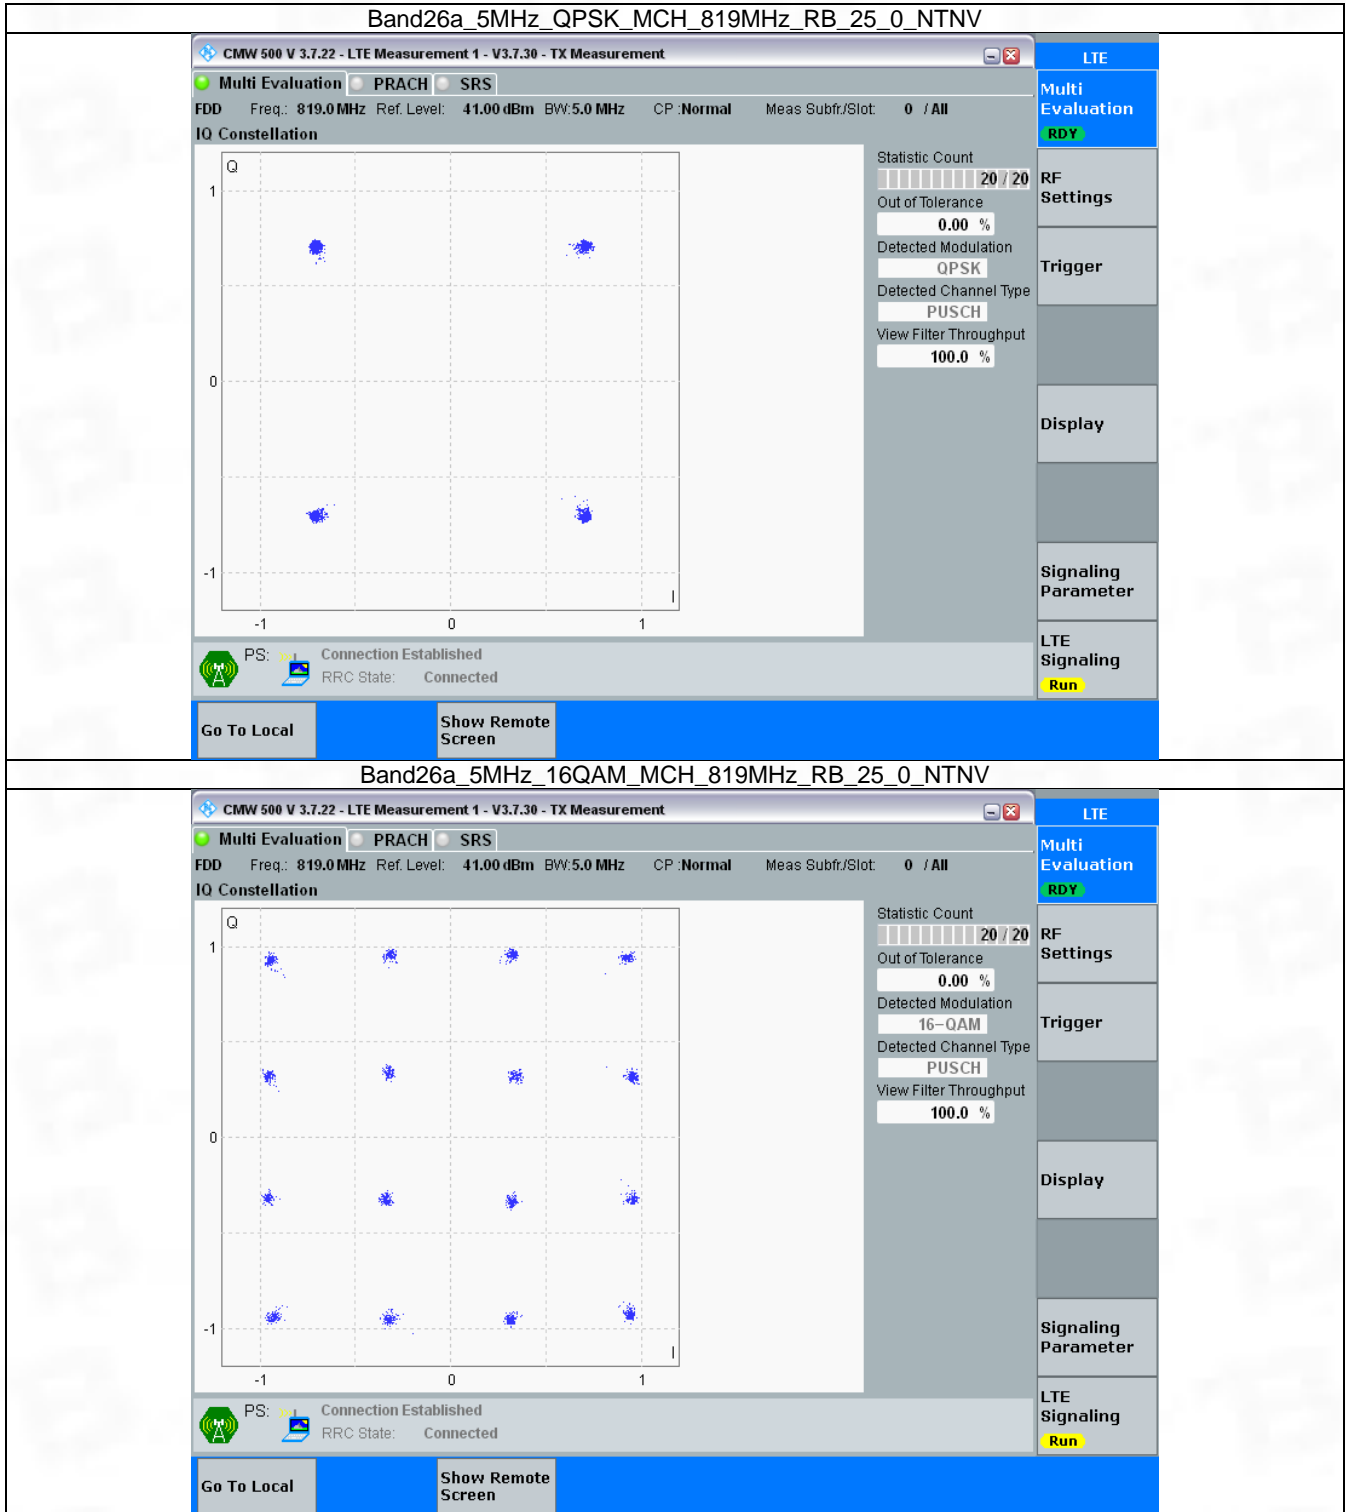 Band26a_5MHz_QPSK_MCH_819MHz_RB_25_0_NTNV
CMW 500 V 3.7.22 - LTE Measurement 1 - V3.7.30 - TX Measurement
LTE
Multi Evaluation PRACH SRS
Multi
Evaluation
RDY
FDD Freq.: 819.0 MHz Ref. Level: 41.00 dBm BW:5.0 MHz CP :Normal Meas Subfr./Slot: 0 / All
IQ Constellation
Q
1
0
-1
-1 0 1
I
Statistic Count
20 / 20
Out of Tolerance
0.00 %
Detected Modulation
QPSK
Detected Channel Type
PUSCH
View Filter Throughput
100.0 %
RF
Settings
Trigger
Display
Signaling
Parameter
LTE
Signaling
Run
PS: Connection Established
RRC State: Connected
Go To Local
Show Remote
Screen
Band26a_5MHz_16QAM_MCH_819MHz_RB_25_0_NTNV
CMW 500 V 3.7.22 - LTE Measurement 1 - V3.7.30 - TX Measurement
LTE
Multi Evaluation PRACH SRS
Multi
Evaluation
RDY
FDD Freq.: 819.0 MHz Ref. Level: 41.00 dBm BW:5.0 MHz CP :Normal Meas Subfr./Slot: 0 / All
IQ Constellation
Q
1
0
-1
-1 0 1
I
Statistic Count
20 / 20
Out of Tolerance
0.00 %
Detected Modulation
16-QAM
Detected Channel Type
PUSCH
View Filter Throughput
100.0 %
RF
Settings
Trigger
Display
Signaling
Parameter
LTE
Signaling
Run
PS: Connection Established
RRC State: Connected
Go To Local
Show Remote
Screen